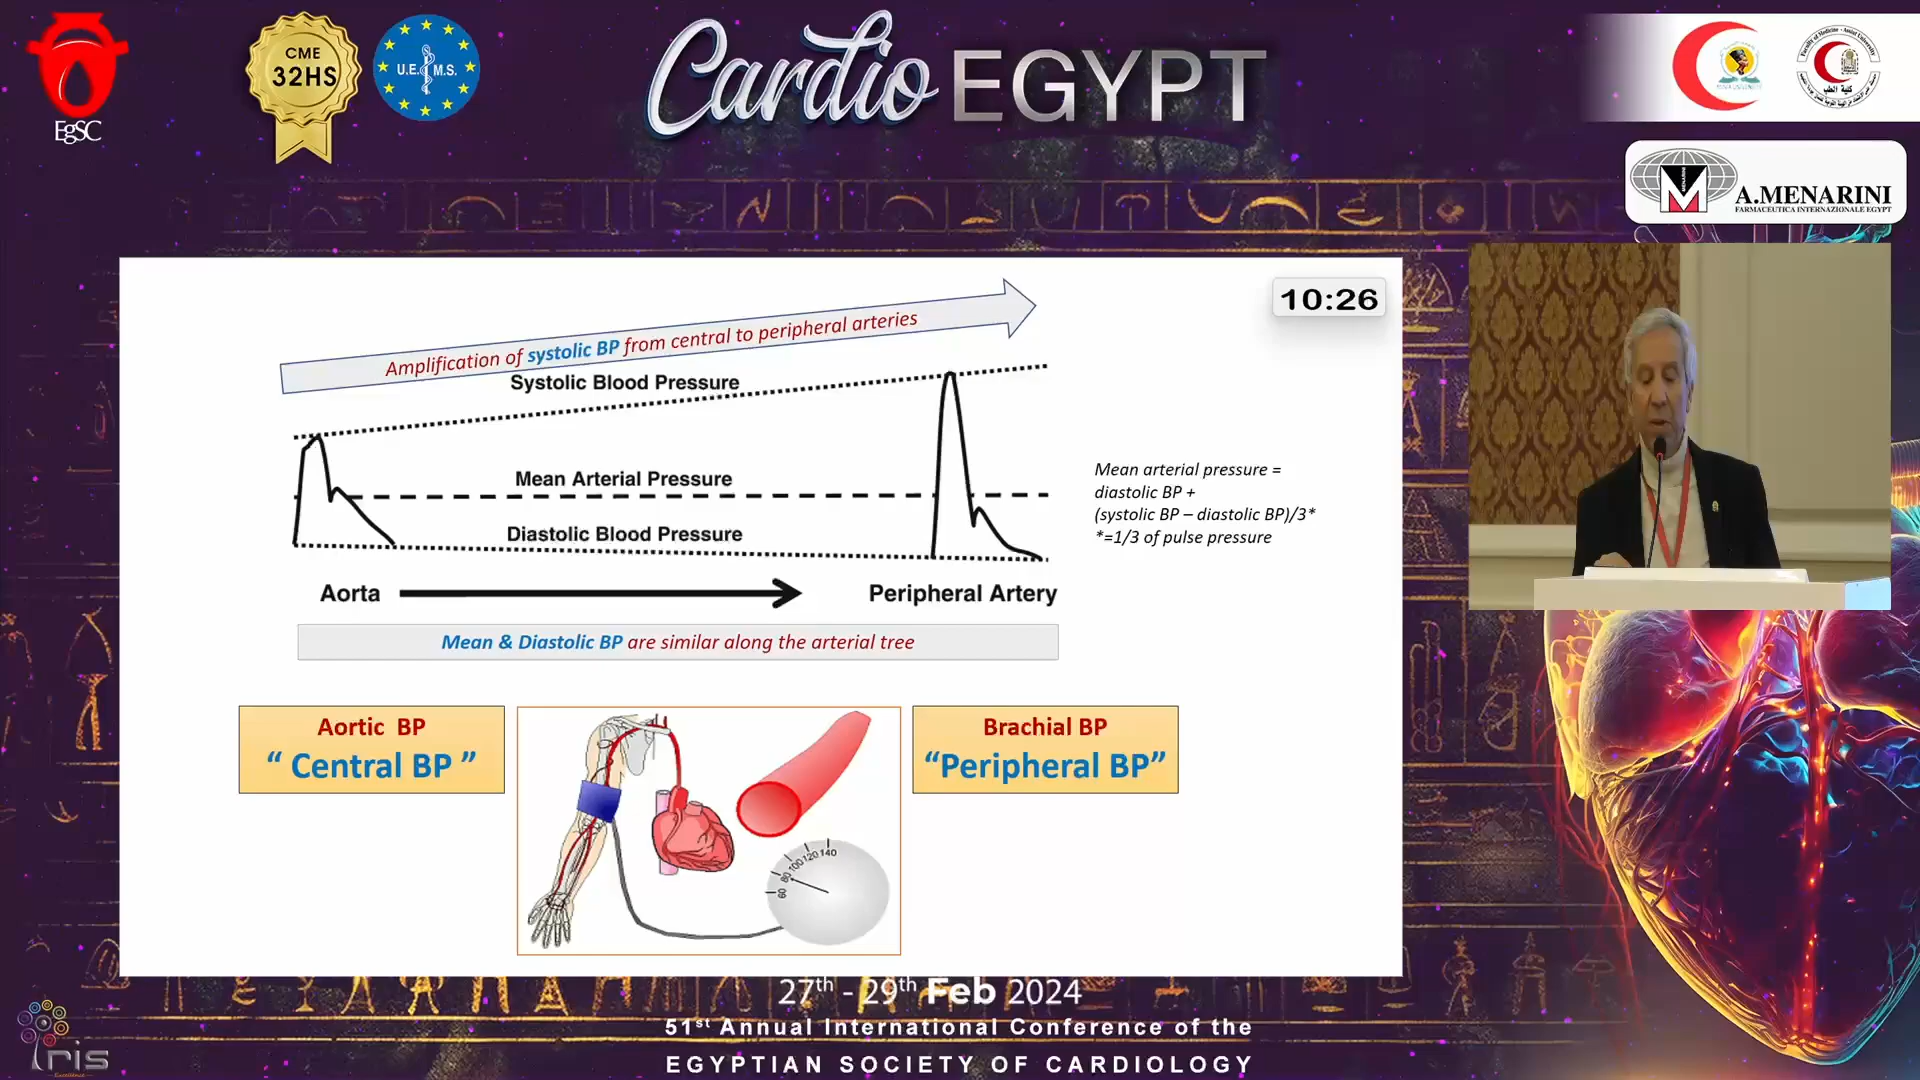 CME
32HS
U.E.M.S.
EgSC
Cardio EGYPT
كلية الطب
MENARINI
A.MENARINI
FARMACEUTICA INTERNAZIONALE EGYPT
10:26
Amplification of systolic BP from central to peripheral arteries
Systolic Blood Pressure
Mean Arterial Pressure
Diastolic Blood Pressure
Mean arterial pressure =
diastolic BP +
(systolic BP – diastolic BP)/3*
*=1/3 of pulse pressure
Aorta
Peripheral Artery
Mean & Diastolic BP are similar along the arterial tree
Aortic BP
“ Central BP ”
Brachial BP
“Peripheral BP”
60
80
100
120
140
27th - 29th Feb 2024
51st Annual International Conference of the
EGYPTIAN SOCIETY OF CARDIOLOGY
Iris
Excellence